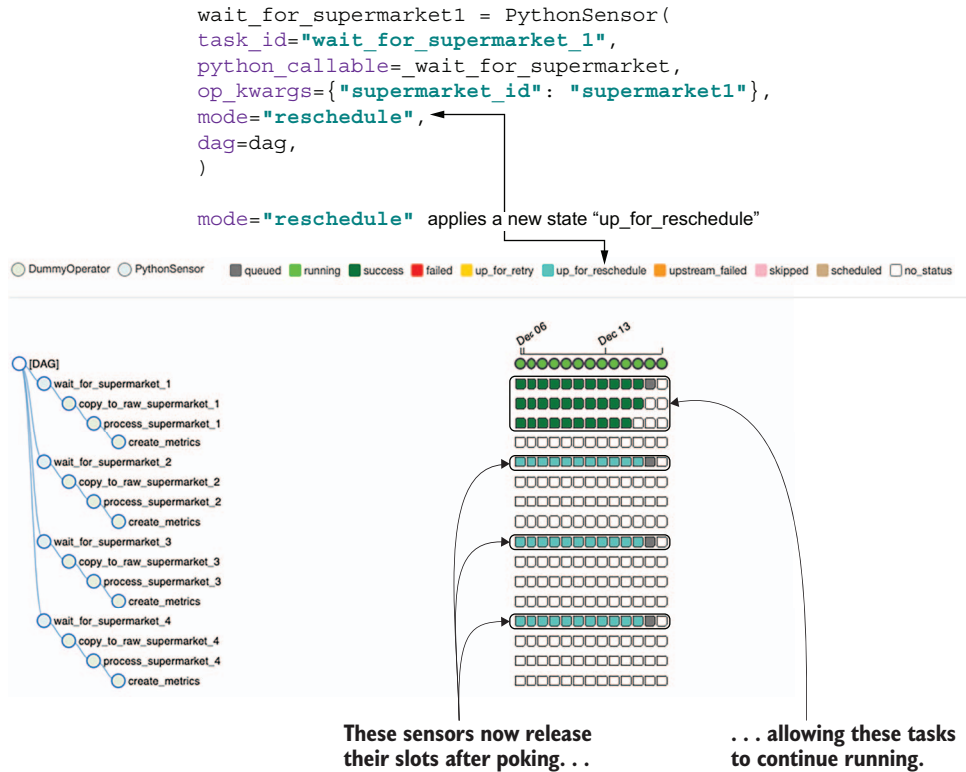 wait_for_supermarket1 = PythonSensor(
task_id="wait_for_supermarket_1",
python_callable=_wait_for_supermarket,
op_kwargs={"supermarket_id": "supermarket1"},
mode="reschedule",
dag=dag,
)
mode="reschedule" applies a new state “up_for_reschedule”
DummyOperator PythonSensor queued running success failed up_for_retry up_for_reschedule upstream_failed skipped scheduled no_status
Dec 06 Dec 13
[DAG]
wait_for_supermarket_1
copy_to_raw_supermarket_1
process_supermarket_1
create_metrics
wait_for_supermarket_2
copy_to_raw_supermarket_2
process_supermarket_2
create_metrics
wait_for_supermarket_3
copy_to_raw_supermarket_3
process_supermarket_3
create_metrics
wait_for_supermarket_4
copy_to_raw_supermarket_4
process_supermarket_4
create_metrics
These sensors now release
their slots after poking. . .
. . . allowing these tasks
to continue running.